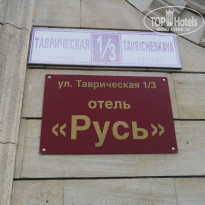 TOP HOTELS
ТАВРИЧЕСКАЯ 1/3 TAVRICHESKAYA
ул. Таврическая 1/3
отель
«Русь»